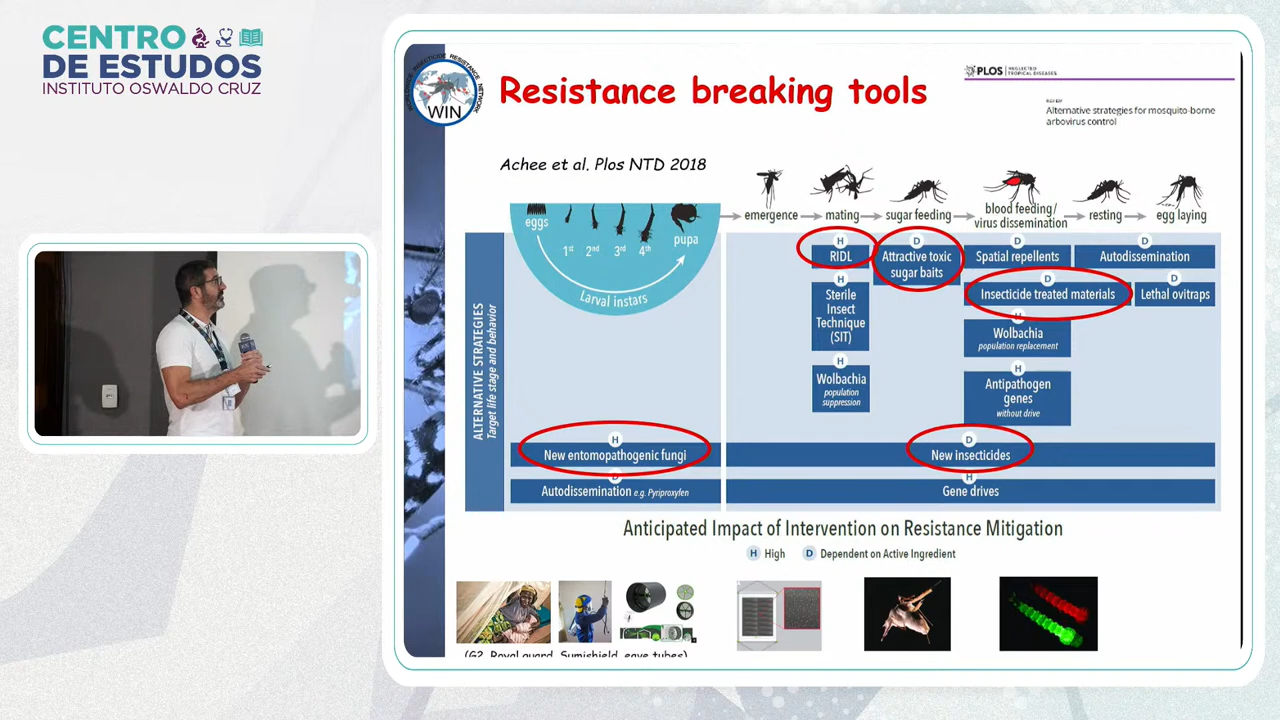 CENTRO
DE ESTUDOS
INSTITUTO OSWALDO CRUZ
WORLDWIDE INSECTICIDE RESISTANCE NETWORK
WIN
Resistance breaking tools
PLOS NEGLECTED TROPICAL DISEASES
REVIEW
Alternative strategies for mosquito-borne
arbovirus control
Achee et al. Plos NTD 2018
eggs
1st 2nd 3rd 4th
pupa
Larval instars
emergence
mating
sugar feeding
blood feeding/
virus dissemination
resting
egg laying
ALTERNATIVE STRATEGIES
Target life stage and behavior
H
RIDL
D
Attractive toxic
sugar baits
D
Spatial repellents
D
Autodissemination
H
Sterile
Insect
Technique
(SIT)
D
Insecticide treated materials
D
Lethal ovitraps
H
Wolbachia
population replacement
H
Wolbachia
population
suppression
H
Antipathogen
genes
without drive
H
New entomopathogenic fungi
D
New insecticides
D
Autodissemination e.g. Pyriproxyfen
H
Gene drives
Anticipated Impact of Intervention on Resistance Mitigation
H High D Dependent on Active Ingredient
(G2, Royal guard, Sumishield, eave tubes)